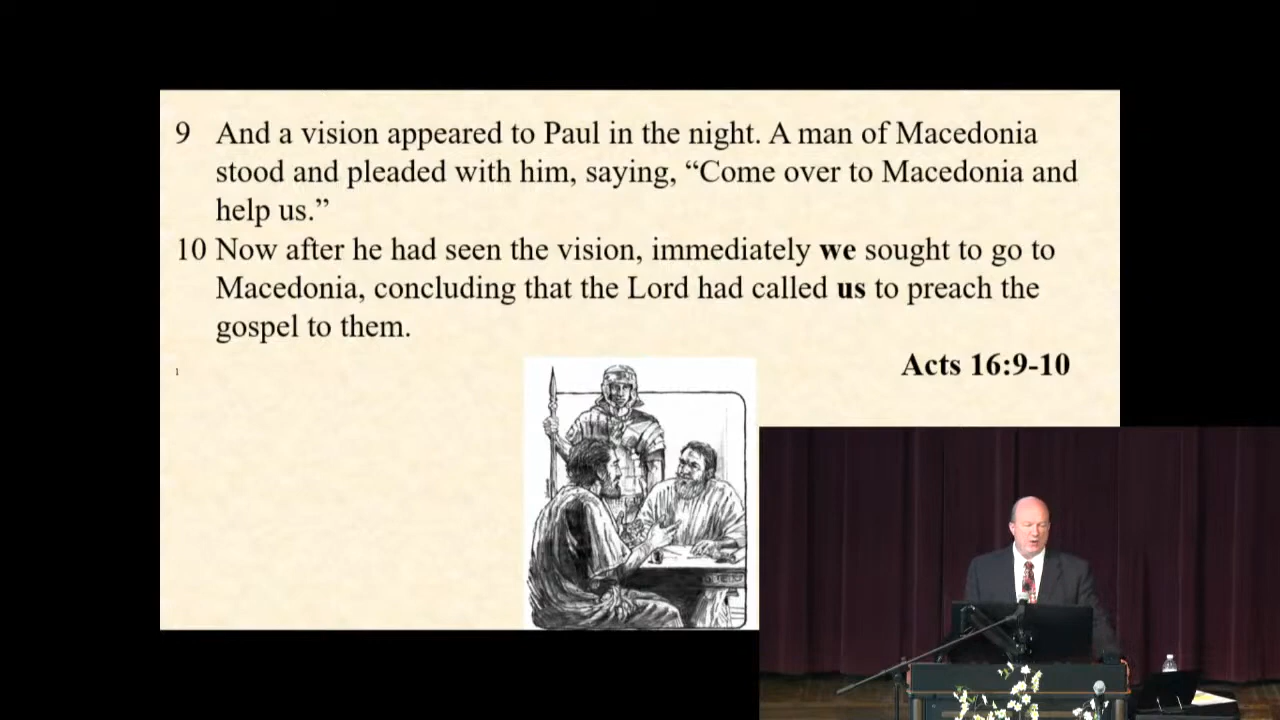 9 And a vision appeared to Paul in the night. A man of Macedonia
stood and pleaded with him, saying, “Come over to Macedonia and
help us.”
10 Now after he had seen the vision, immediately we sought to go to
Macedonia, concluding that the Lord had called us to preach the
gospel to them.
1
Acts 16:9-10